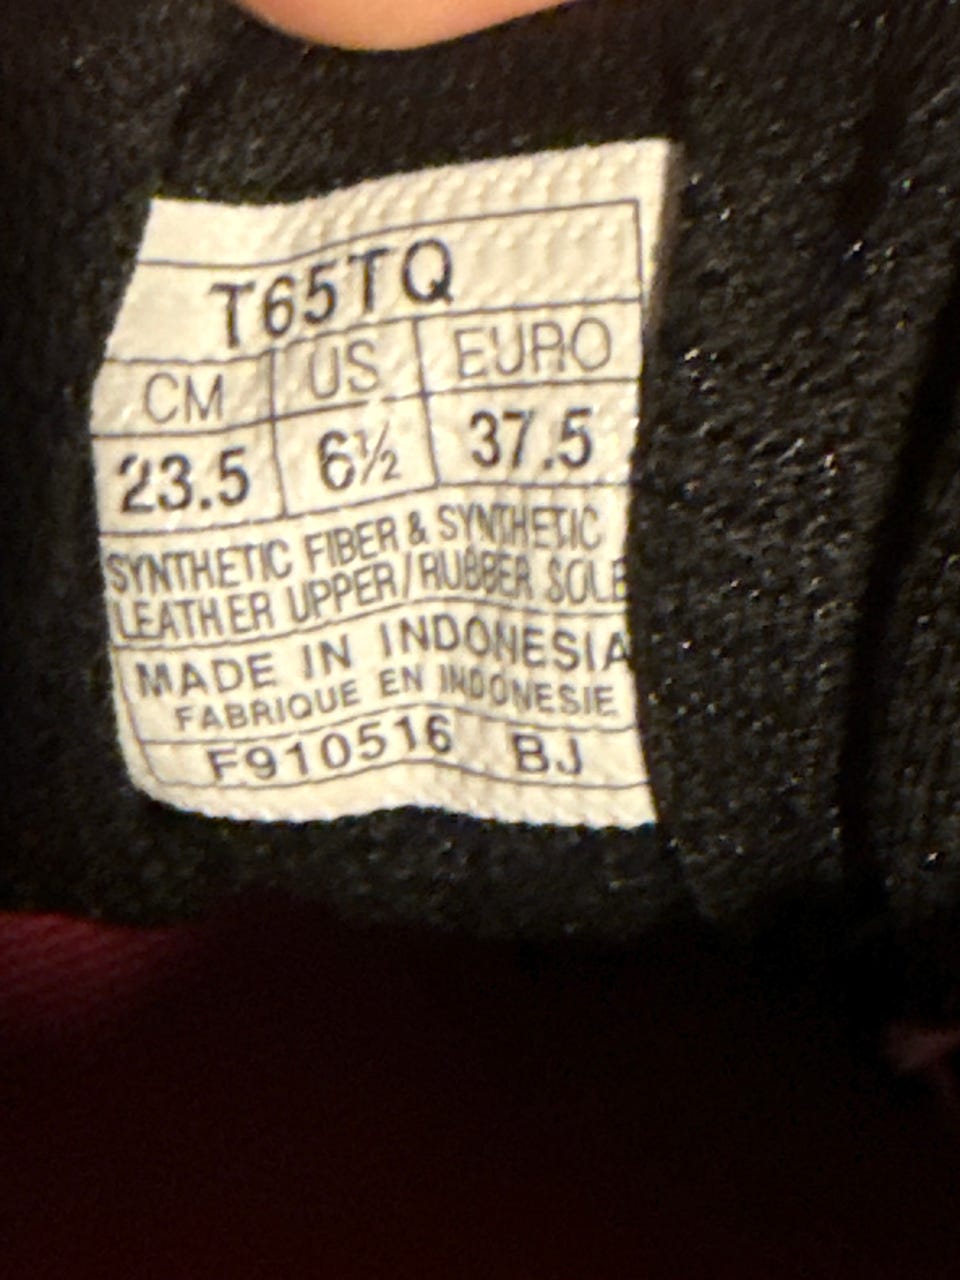 T65TQ
CM US EURO
23.5 6½ 37.5
SYNTHETIC FIBER & SYNTHETIC
LEATHER UPPER/RUBBER SOLE
MADE IN INDONESIA
FABRIQUE EN INDONESIE
F910516 BJ